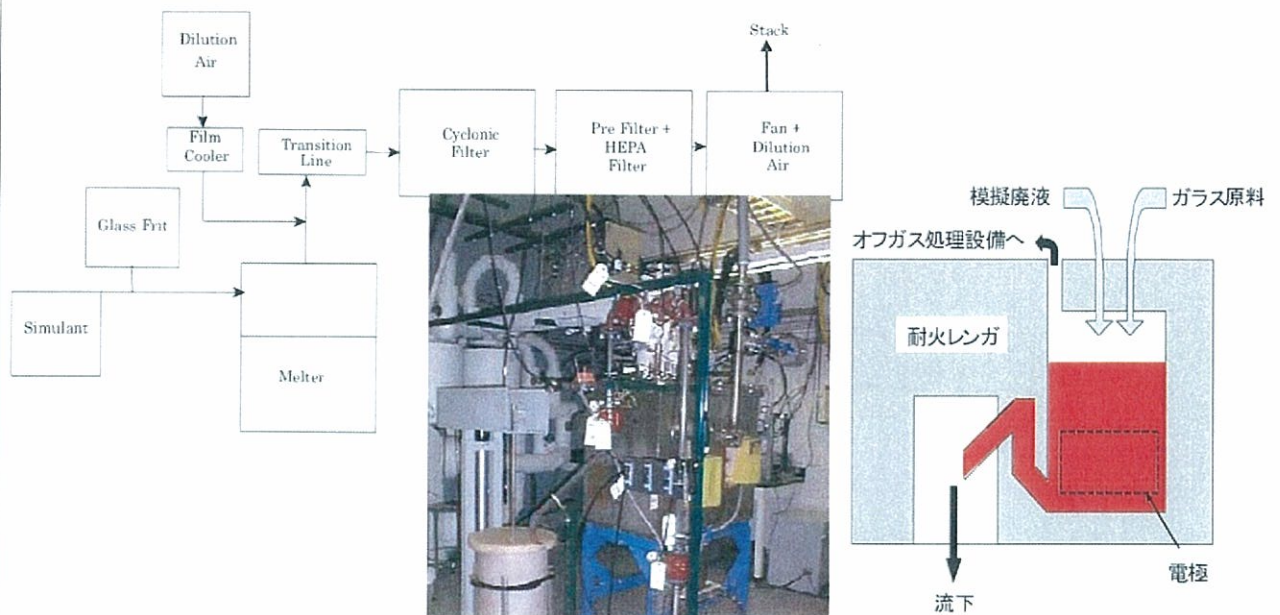 Dilution
Air
Stack
Film
Cooler
Transition
Line
Cyclonic
Filter
Pre Filter +
HEPA
Filter
Fan +
Dilution
Air
Glass Frit
Simulant
Melter
模擬廃液
ガラス原料
オフガス処理設備へ
耐火レンガ
電極
流下